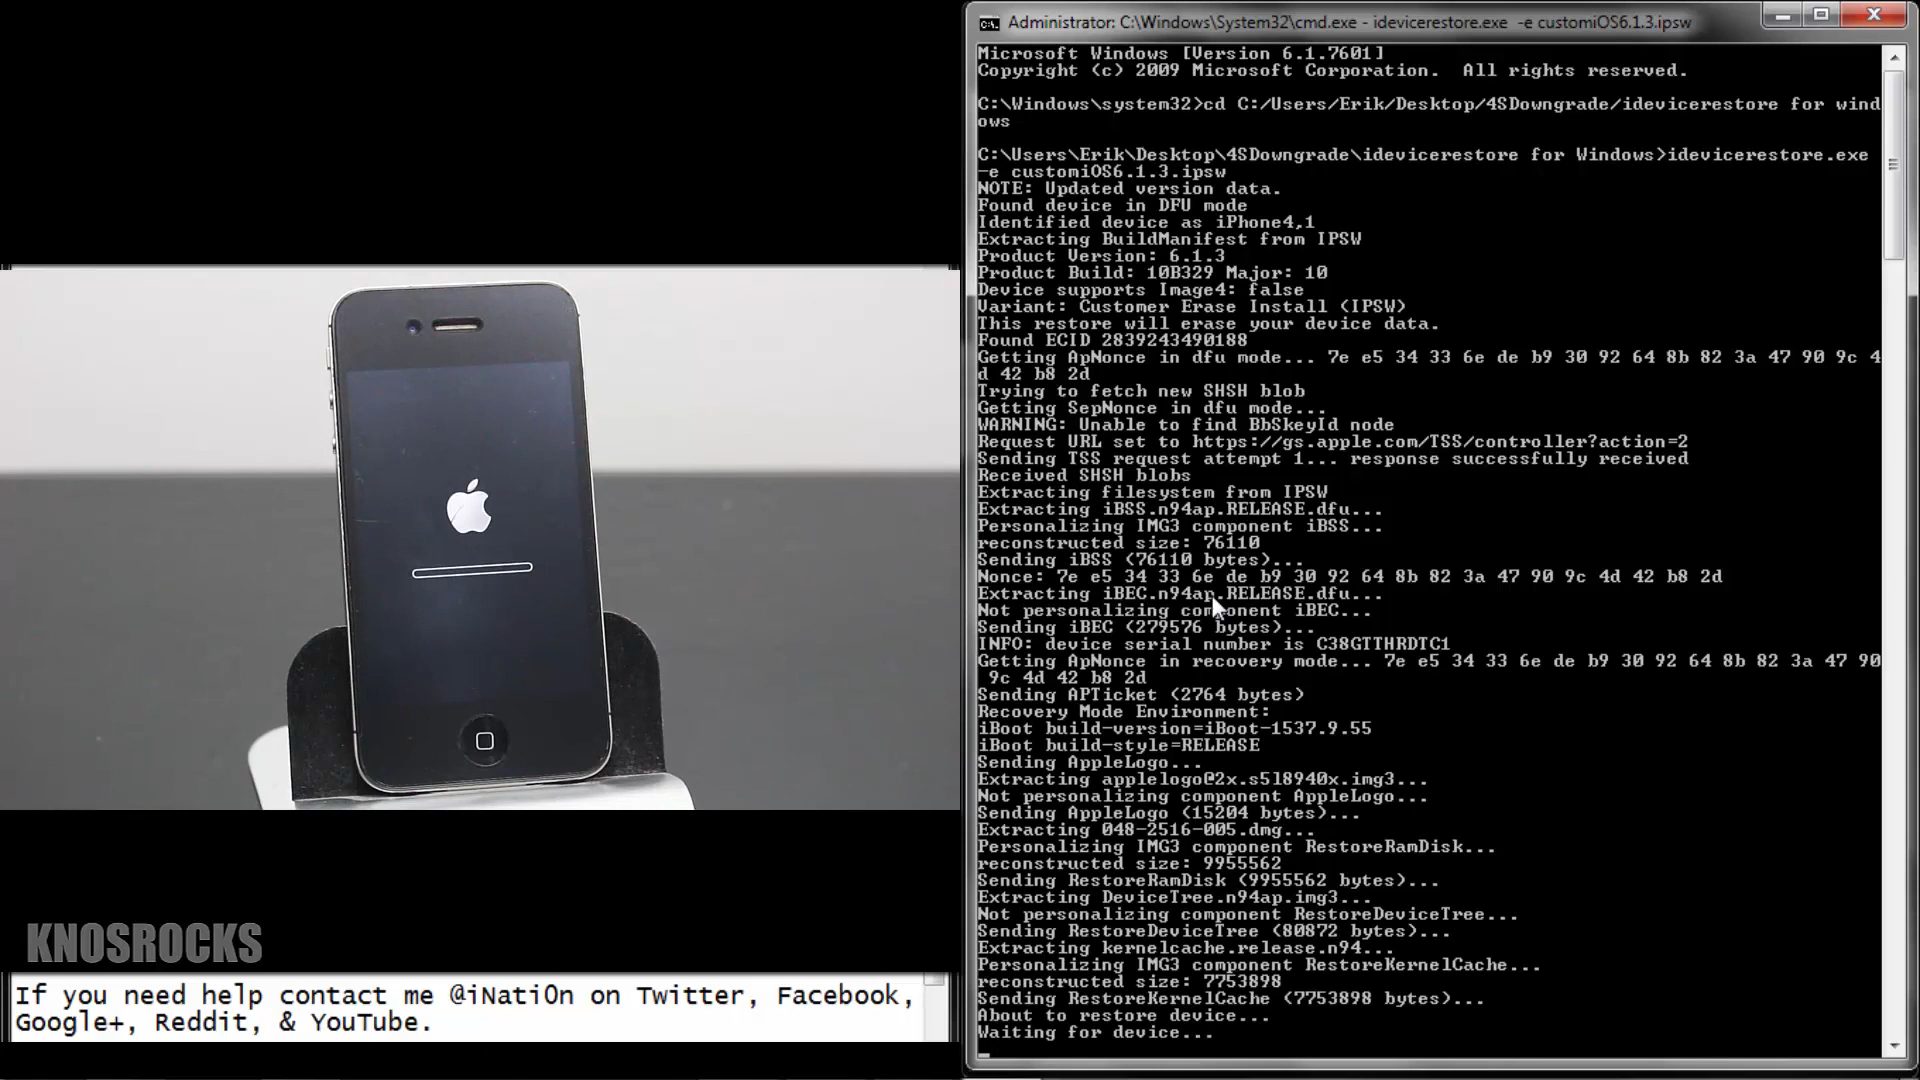 Administrator: C:\Windows\System32\cmd.exe - idevicerestore.exe  -e customiOS6.1.3.ipsw
Microsoft Windows [Version 6.1.7601]
Copyright (c) 2009 Microsoft Corporation.  All rights reserved.
C:\Windows\system32>cd C:/Users/Erik/Desktop/4SDowngrade/idevicerestore for wind
ows
C:\Users\Erik\Desktop\4SDowngrade\idevicerestore for Windows>idevicerestore.exe
-e customiOS6.1.3.ipsw
NOTE: Updated version data.
Found device in DFU mode
Identified device as iPhone4,1
Extracting BuildManifest from IPSW
Product Version: 6.1.3
Product Build: 10B329 Major: 10
Device supports Image4: false
Variant: Customer Erase Install (IPSW)
This restore will erase your device data.
Found ECID 2839243490188
Getting ApNonce in dfu mode... 7e e5 34 33 6e de b9 30 92 64 8b 82 3a 47 90 9c 4
d 42 b8 2d
Trying to fetch new SHSH blob
Getting SepNonce in dfu mode...
WARNING: Unable to find BbSkeyId node
Request URL set to https://gs.apple.com/TSS/controller?action=2
Sending TSS request attempt 1... response successfully received
Received SHSH blobs
Extracting filesystem from IPSW
Extracting iBSS.n94ap.RELEASE.dfu...
Personalizing IMG3 component iBSS...
reconstructed size: 76110
Sending iBSS (76110 bytes)...
Nonce: 7e e5 34 33 6e de b9 30 92 64 8b 82 3a 47 90 9c 4d 42 b8 2d
Extracting iBEC.n94ap.RELEASE.dfu...
Not personalizing component iBEC...
Sending iBEC (279576 bytes)...
INFO: device serial number is C38GTTHRDTC1
Getting ApNonce in recovery mode... 7e e5 34 33 6e de b9 30 92 64 8b 82 3a 47 90
9c 4d 42 b8 2d
Sending APTicket (2764 bytes)
Recovery Mode Environment:
iBoot build-version=iBoot-1537.9.55
iBoot build-style=RELEASE
Sending AppleLogo...
Extracting applelogo@2x.s5l8940x.img3...
Not personalizing component AppleLogo...
Sending AppleLogo (15204 bytes)...
Extracting 048-2516-005.dmg...
Personalizing IMG3 component RestoreRamDisk...
reconstructed size: 9955562
Sending RestoreRamDisk (9955562 bytes)...
Extracting DeviceTree.n94ap.img3...
Not personalizing component RestoreDeviceTree...
Sending RestoreDeviceTree (80872 bytes)...
Extracting kernelcache.release.n94...
Personalizing IMG3 component RestoreKernelCache...
reconstructed size: 7753898
Sending RestoreKernelCache (7753898 bytes)...
About to restore device...
Waiting for device...
KNOSROCKS
If you need help contact me @iNati0n on Twitter, Facebook,
Google+, Reddit, & YouTube.